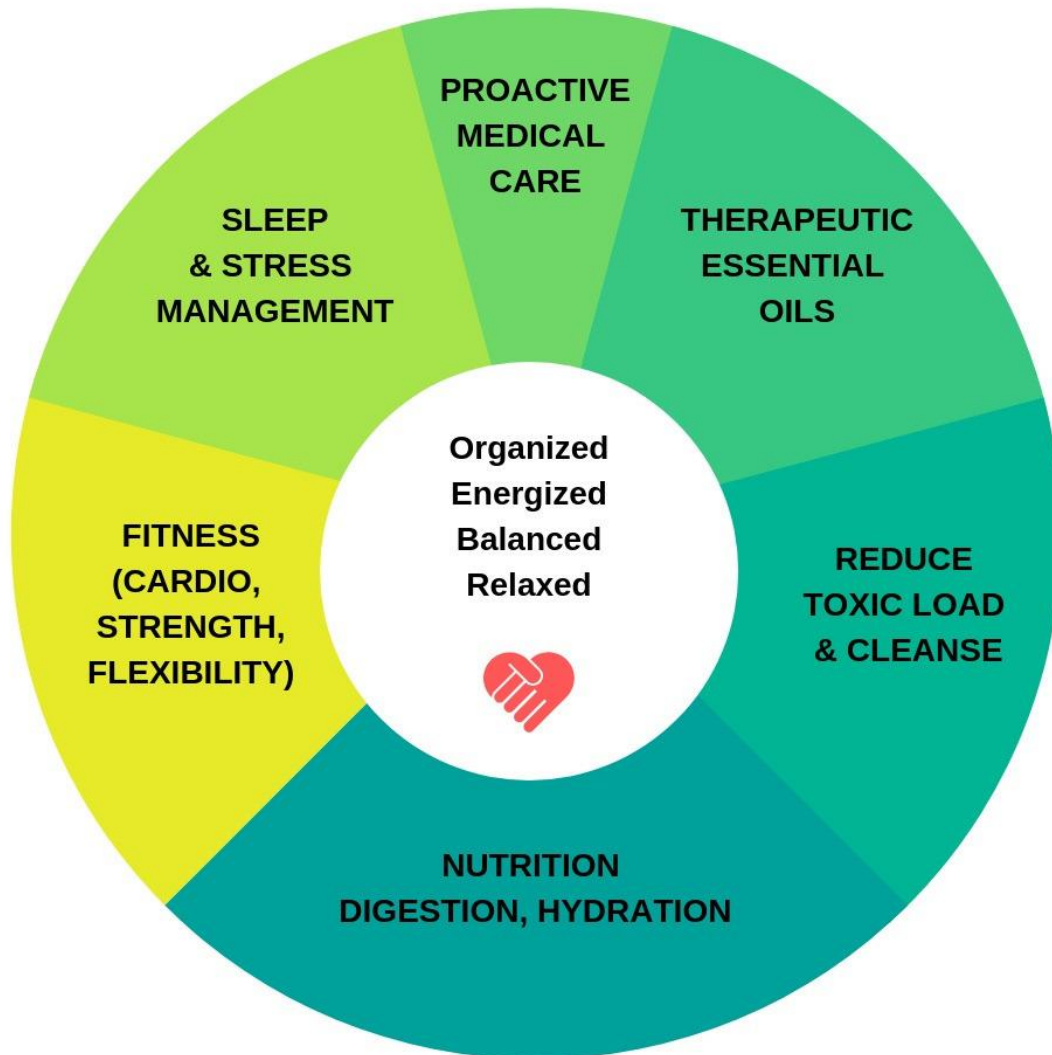 PROACTIVE
MEDICAL
CARE
THERAPEUTIC
ESSENTIAL
OILS
REDUCE
TOXIC LOAD
& CLEANSE
NUTRITION
DIGESTION, HYDRATION
FITNESS
(CARDIO,
STRENGTH,
FLEXIBILITY)
SLEEP
& STRESS
MANAGEMENT
Organized
Energized
Balanced
Relaxed